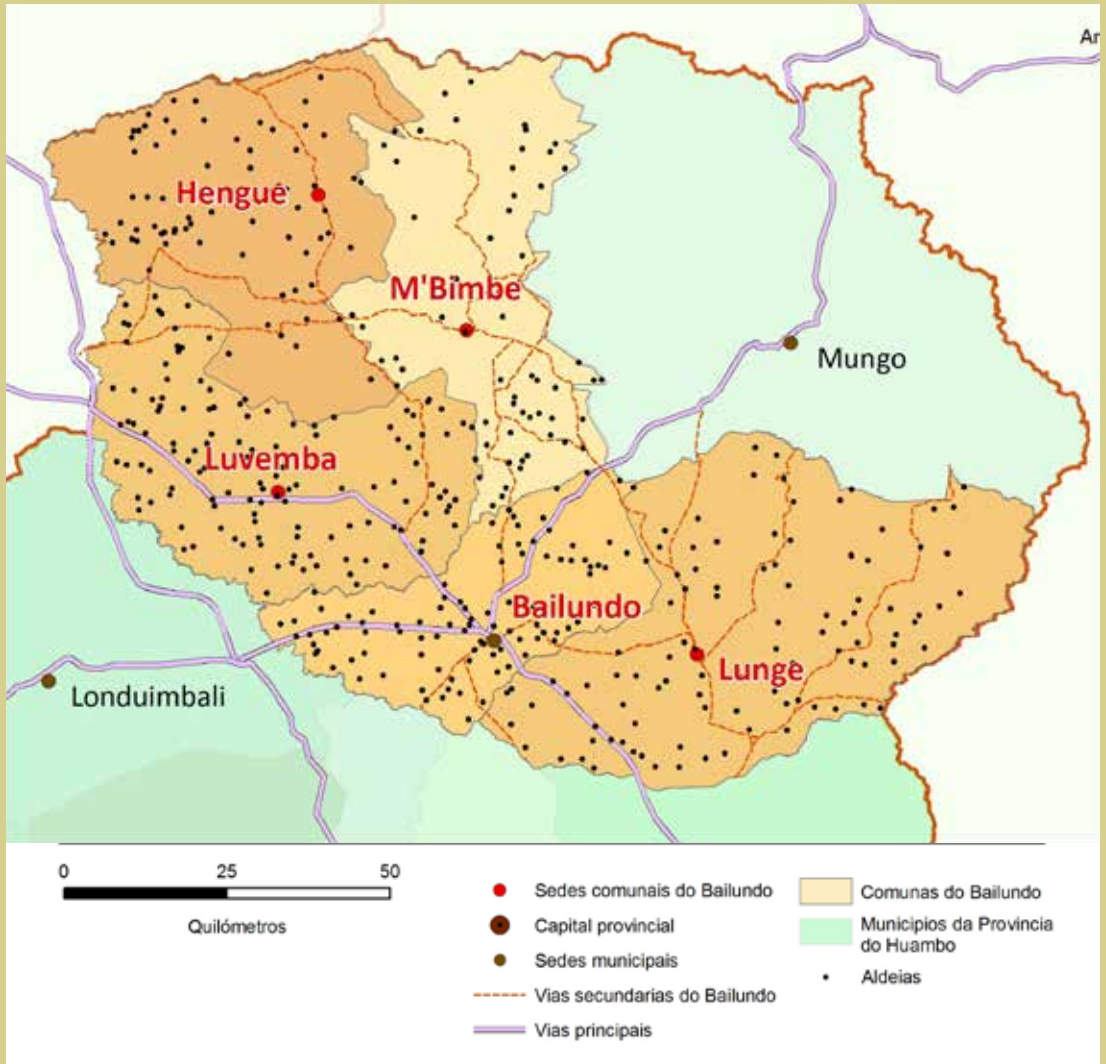 Ar
Hengue
M'Bimbe
Mungo
Luvemba
Bailundo
Lunge
Londuimbali
0 25 50
Quilómetros
Sedes comunais do Bailundo
Capital provincial
Sedes municipais
Vias secundarias do Bailundo
Vias principais
Comunas do Bailundo
Municipios da Provincia
do Huambo
Aldeias